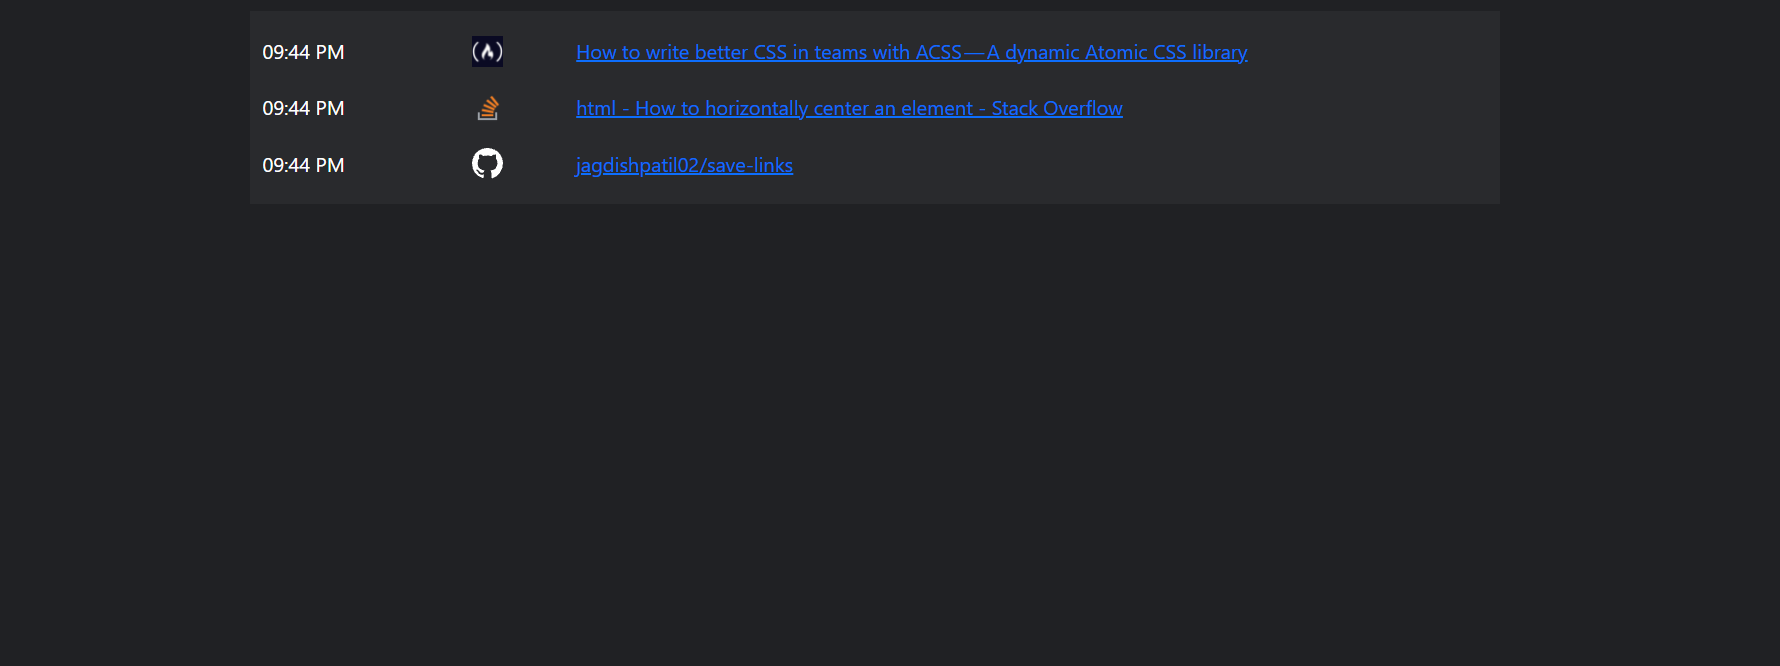 09:44 PM How to write better CSS in teams with ACSS — A dynamic Atomic CSS library
09:44 PM html - How to horizontally center an element - Stack Overflow
09:44 PM jagdishpatil02/save-links